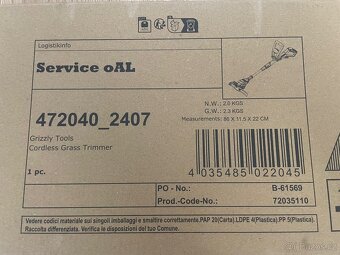 Logistikinfo
Service oAL
472040_2407
Grizzly Tools
Cordless Grass Trimmer
1 pc.
N.W.: 2.0 KGS
G.W.: 2.3 KGS
Measurements: 86 X 11.5 X 22 CM
4 035485 022045
PO - No.: B-61569
Prod.-Code-No.: 72035110
Vedere codici materiale sui singoli imballaggi e smaltire correttamente.PAP 20(Carta).LDPE 4(Plastica).PP 5(Plastica).
Raccolta differenziata. Verifica le disposizioni del tuo Comune.